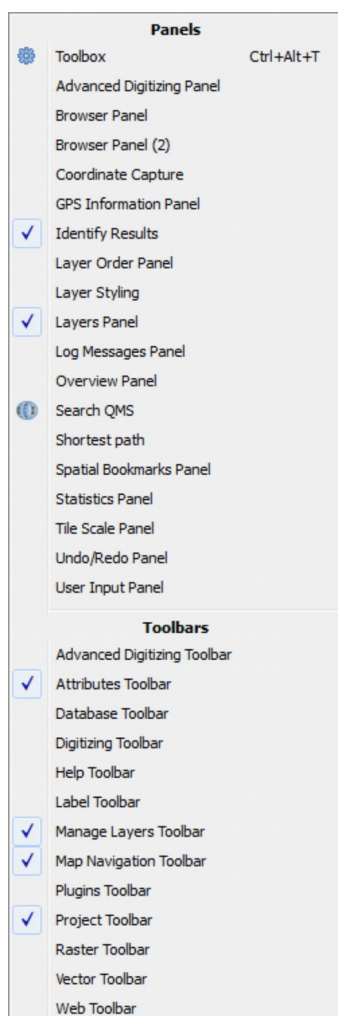 Panels
Toolbox Ctrl+Alt+T
Advanced Digitizing Panel
Browser Panel
Browser Panel (2)
Coordinate Capture
GPS Information Panel
Identify Results
Layer Order Panel
Layer Styling
Layers Panel
Log Messages Panel
Overview Panel
Search QMS
Shortest path
Spatial Bookmarks Panel
Statistics Panel
Tile Scale Panel
Undo/Redo Panel
User Input Panel
Toolbars
Advanced Digitizing Toolbar
Attributes Toolbar
Database Toolbar
Digitizing Toolbar
Help Toolbar
Label Toolbar
Manage Layers Toolbar
Map Navigation Toolbar
Plugins Toolbar
Project Toolbar
Raster Toolbar
Vector Toolbar
Web Toolbar